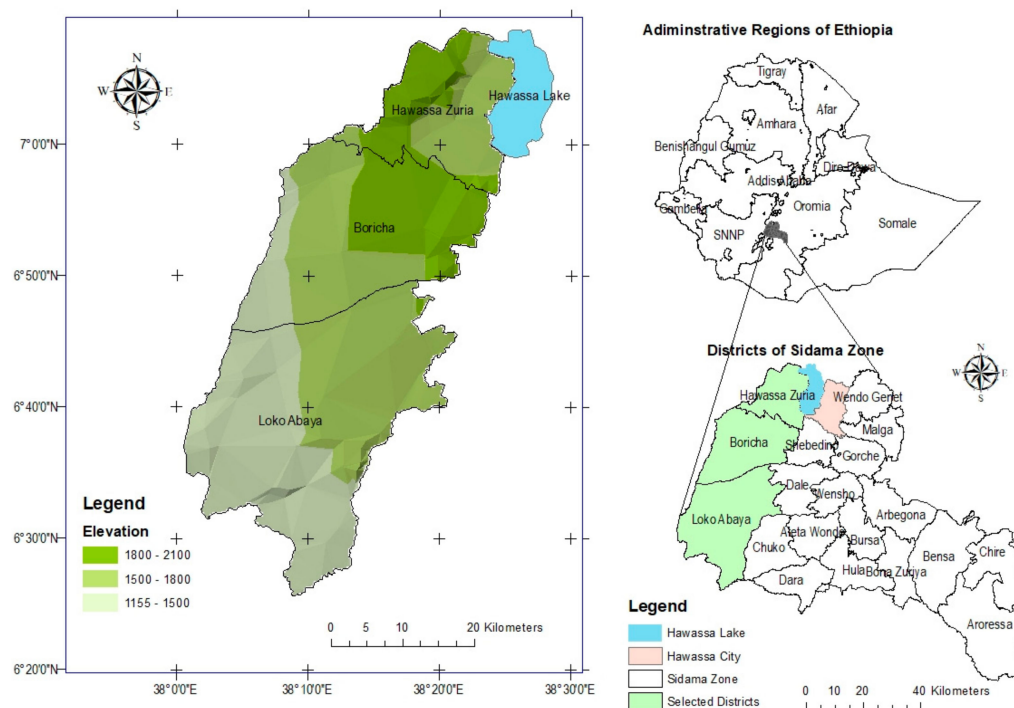 N
W E
S
Hawassa Zuria
Hawassa Lake
Boricha
Loko Abaya
7°0'0"N
6°50'0"N
6°40'0"N
6°30'0"N
6°20'0"N
38°0'0"E
38°10'0"E
38°20'0"E
38°30'0"E
Legend
Elevation
1800 - 2100
1500 - 1800
1155 - 1500
0 5 10 20 Kilometers
Adiminstrative Regions of Ethiopia
Tigray
Afar
Amhara
Benishangul Gumuz
Dire Dawa
Addis Ababa
Gambella
Oromia
SNNP
Somale
Districts of Sidama Zone
N
W E
S
Hawassa Zuria
Wendo Genet
Malga
Boricha
Shebedino
Gorche
Dale
Wensho
Loko Abaya
Arbegona
Aleta Wondo
Chuko
Bursa
Bensa
Chire
Hula
Bona Zuriya
Dara
Aroressa
Legend
Hawassa Lake
Hawassa City
Sidama Zone
Selected Districts
0 5 10 20 30 40 Kilometers